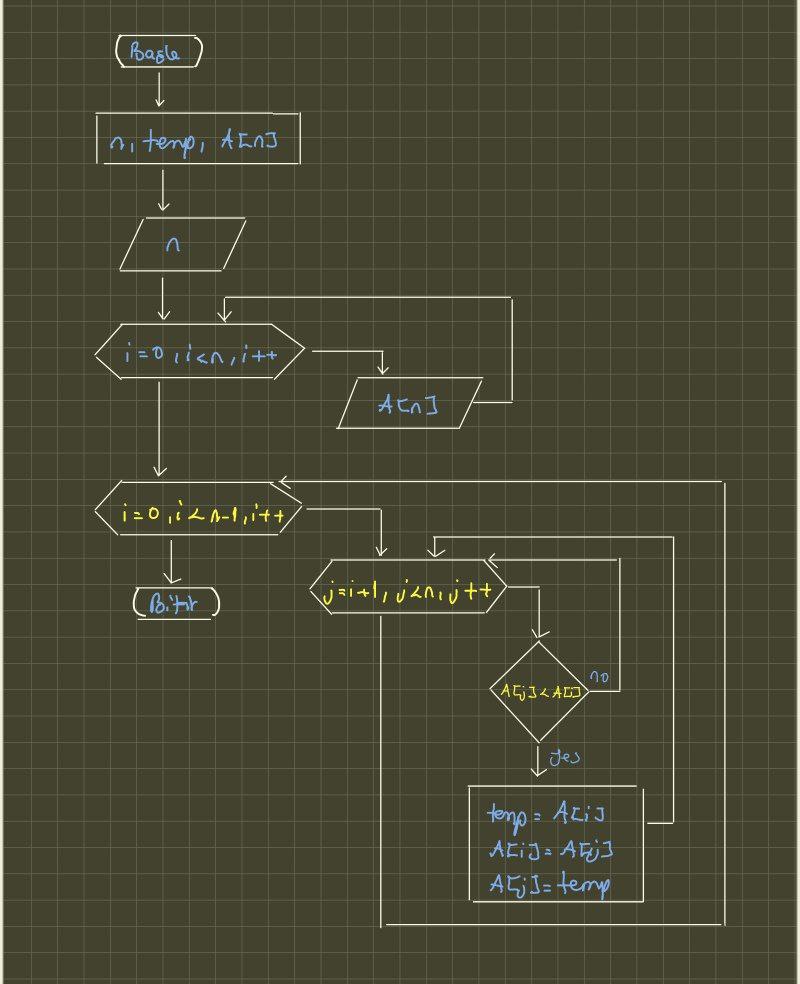 Başla
n, temp, A[n]
n
i=0, i<n, i++
A[n]
i=0, i<n-1, i++
j=i+1, j<n, j++
Bitir
A[j]<A[i]
no
yes
temp = A[i]
A[i] = A[j]
A[j] = temp